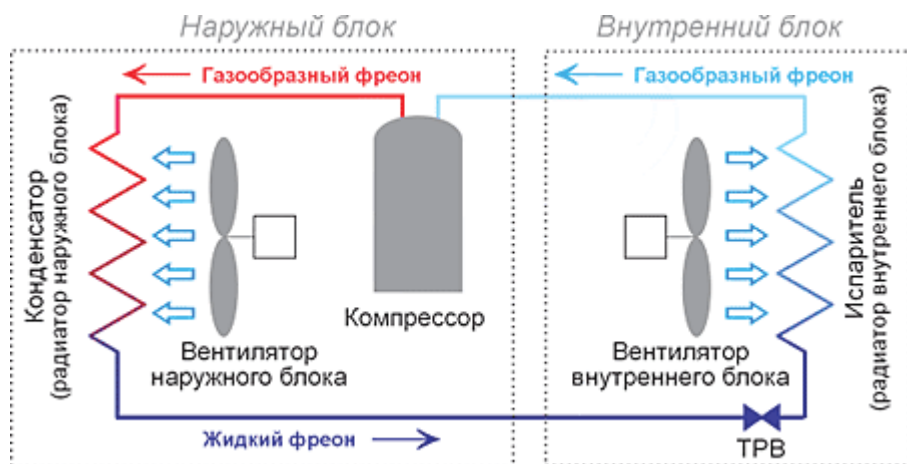 Наружный блок
Внутренний блок
Газообразный фреон
Газообразный фреон
Конденсатор
(радиатор наружного блока)
Компрессор
Вентилятор
наружного блока
Вентилятор
внутреннего блока
Испаритель
(радиатор внутреннего блока)
Жидкий фреон
ТРВ